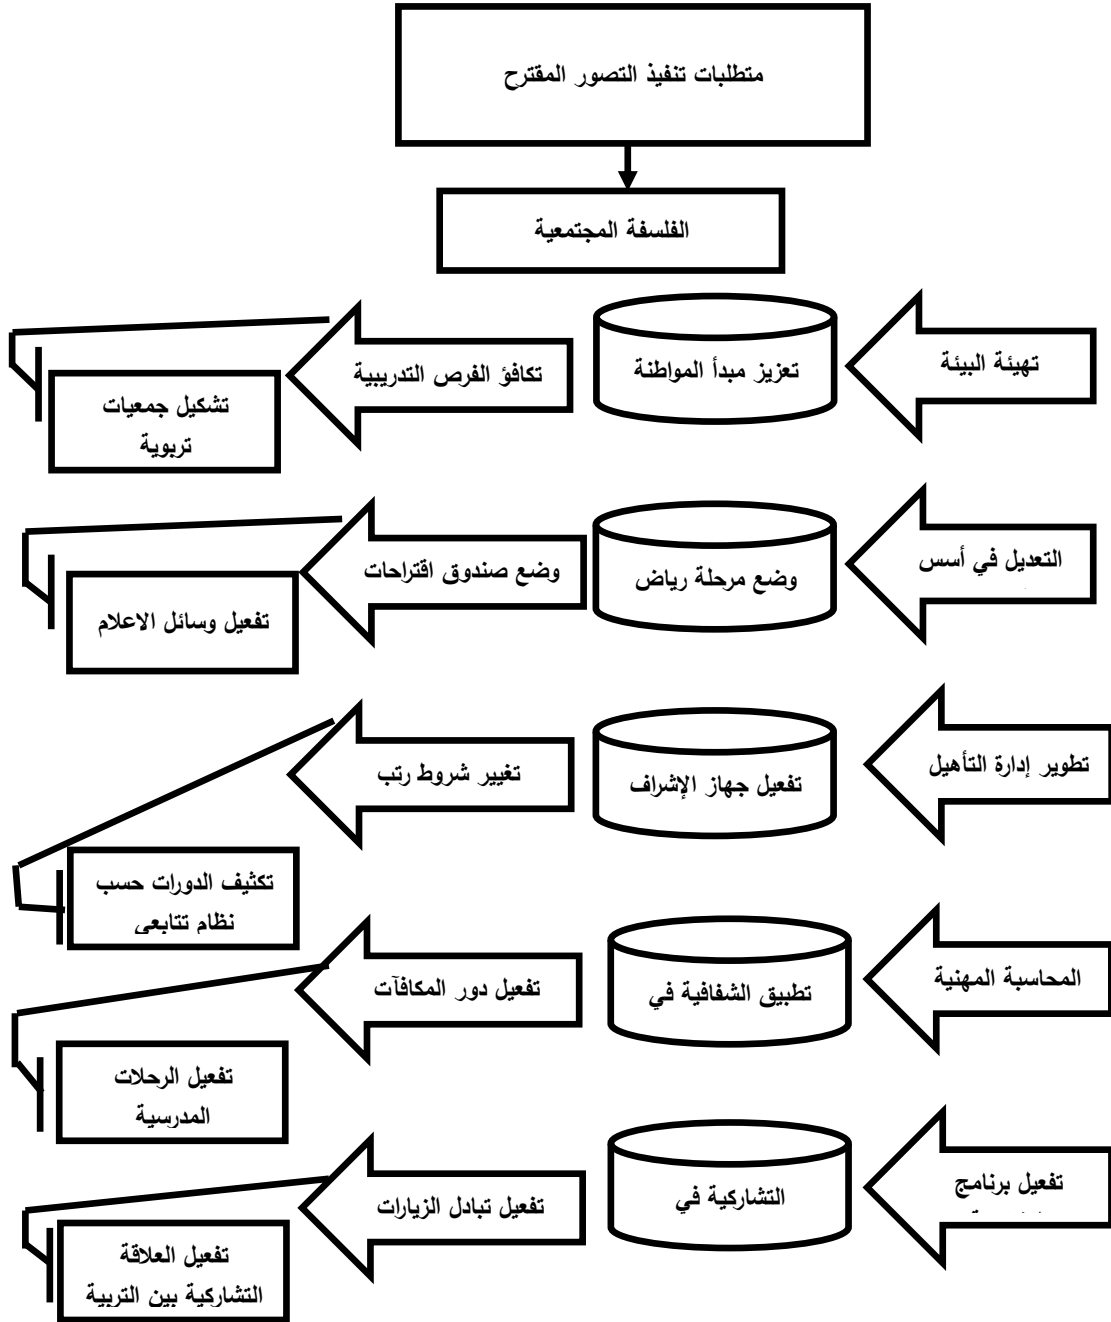 متطلبات تنفيذ التصور المقترح
الفلسفة المجتمعية
تهيئة البيئة
تعزيز مبدأ المواطنة
تكافؤ الفرص التدريبية
تشكيل جمعيات
تربوية
التعديل في أسس
وضع مرحلة رياض
وضع صندوق اقتراحات
تفعيل وسائل الاعلام
تطوير إدارة التأهيل
تفعيل جهاز الإشراف
تغيير شروط رتب
تكثيف الدورات حسب
نظام تتابعي
المحاسبة المهنية
تطبيق الشفافية في
تفعيل دور المكافآت
تفعيل الرحلات
المدرسية
تفعيل برنامج
التشاركية في
تفعيل تبادل الزيارات
تفعيل العلاقة
التشاركية بين التربية